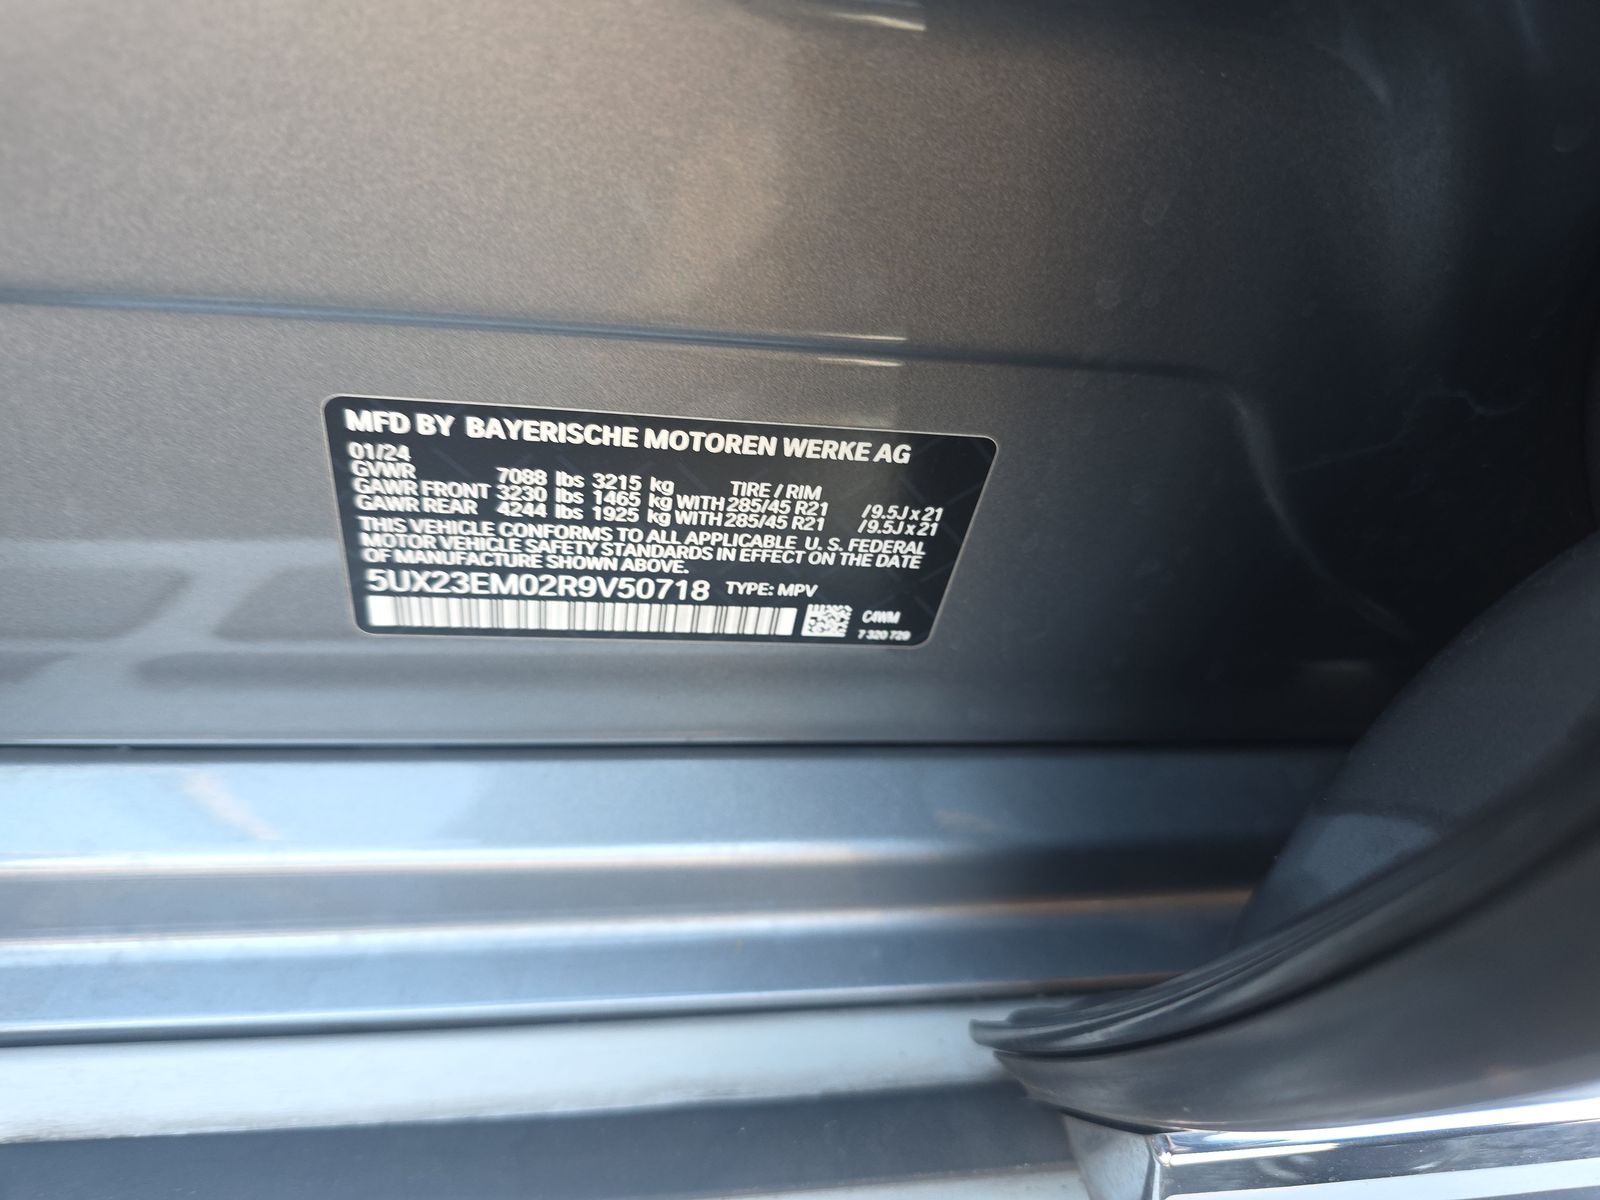 MFD BY BAYERISCHE MOTOREN WERKE AG
01/24
GVWR 7088 lbs 3215 kg TIRE / RIM
GAWR FRONT 3230 lbs 1465 kg WITH 285/45 R21 /9.5J x 21
GAWR REAR 4244 lbs 1925 kg WITH 285/45 R21 /9.5J x 21
THIS VEHICLE CONFORMS TO ALL APPLICABLE U. S. FEDERAL
MOTOR VEHICLE SAFETY STANDARDS IN EFFECT ON THE DATE
OF MANUFACTURE SHOWN ABOVE.
5UX23EM02R9V50718 TYPE: MPV
C4WM
7 320 729